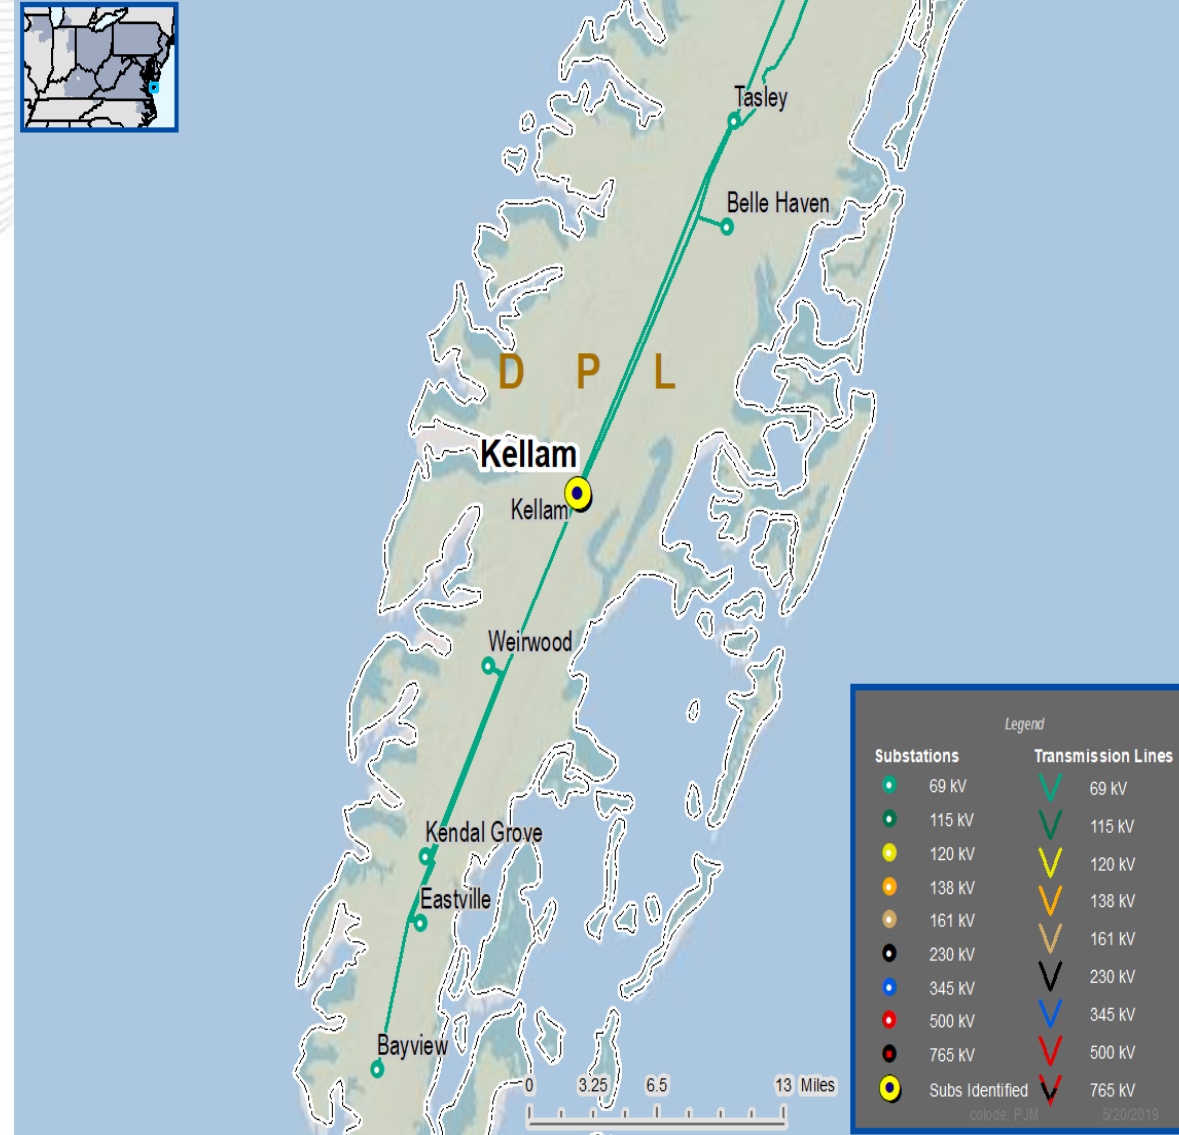 Tasley
Belle Haven
D P L
Kellam
Kellam
Weirwood
Kendal Grove
Eastville
Bayview
0 3.25 6.5 13 Miles
Legend
Substations Transmission Lines
69 kV 69 kV
115 kV 115 kV
120 kV 120 kV
138 kV 138 kV
161 kV 161 kV
230 kV 230 kV
345 kV 345 kV
500 kV 500 kV
765 kV 765 kV
Subs Identified
colode; PJM 5/20/2019